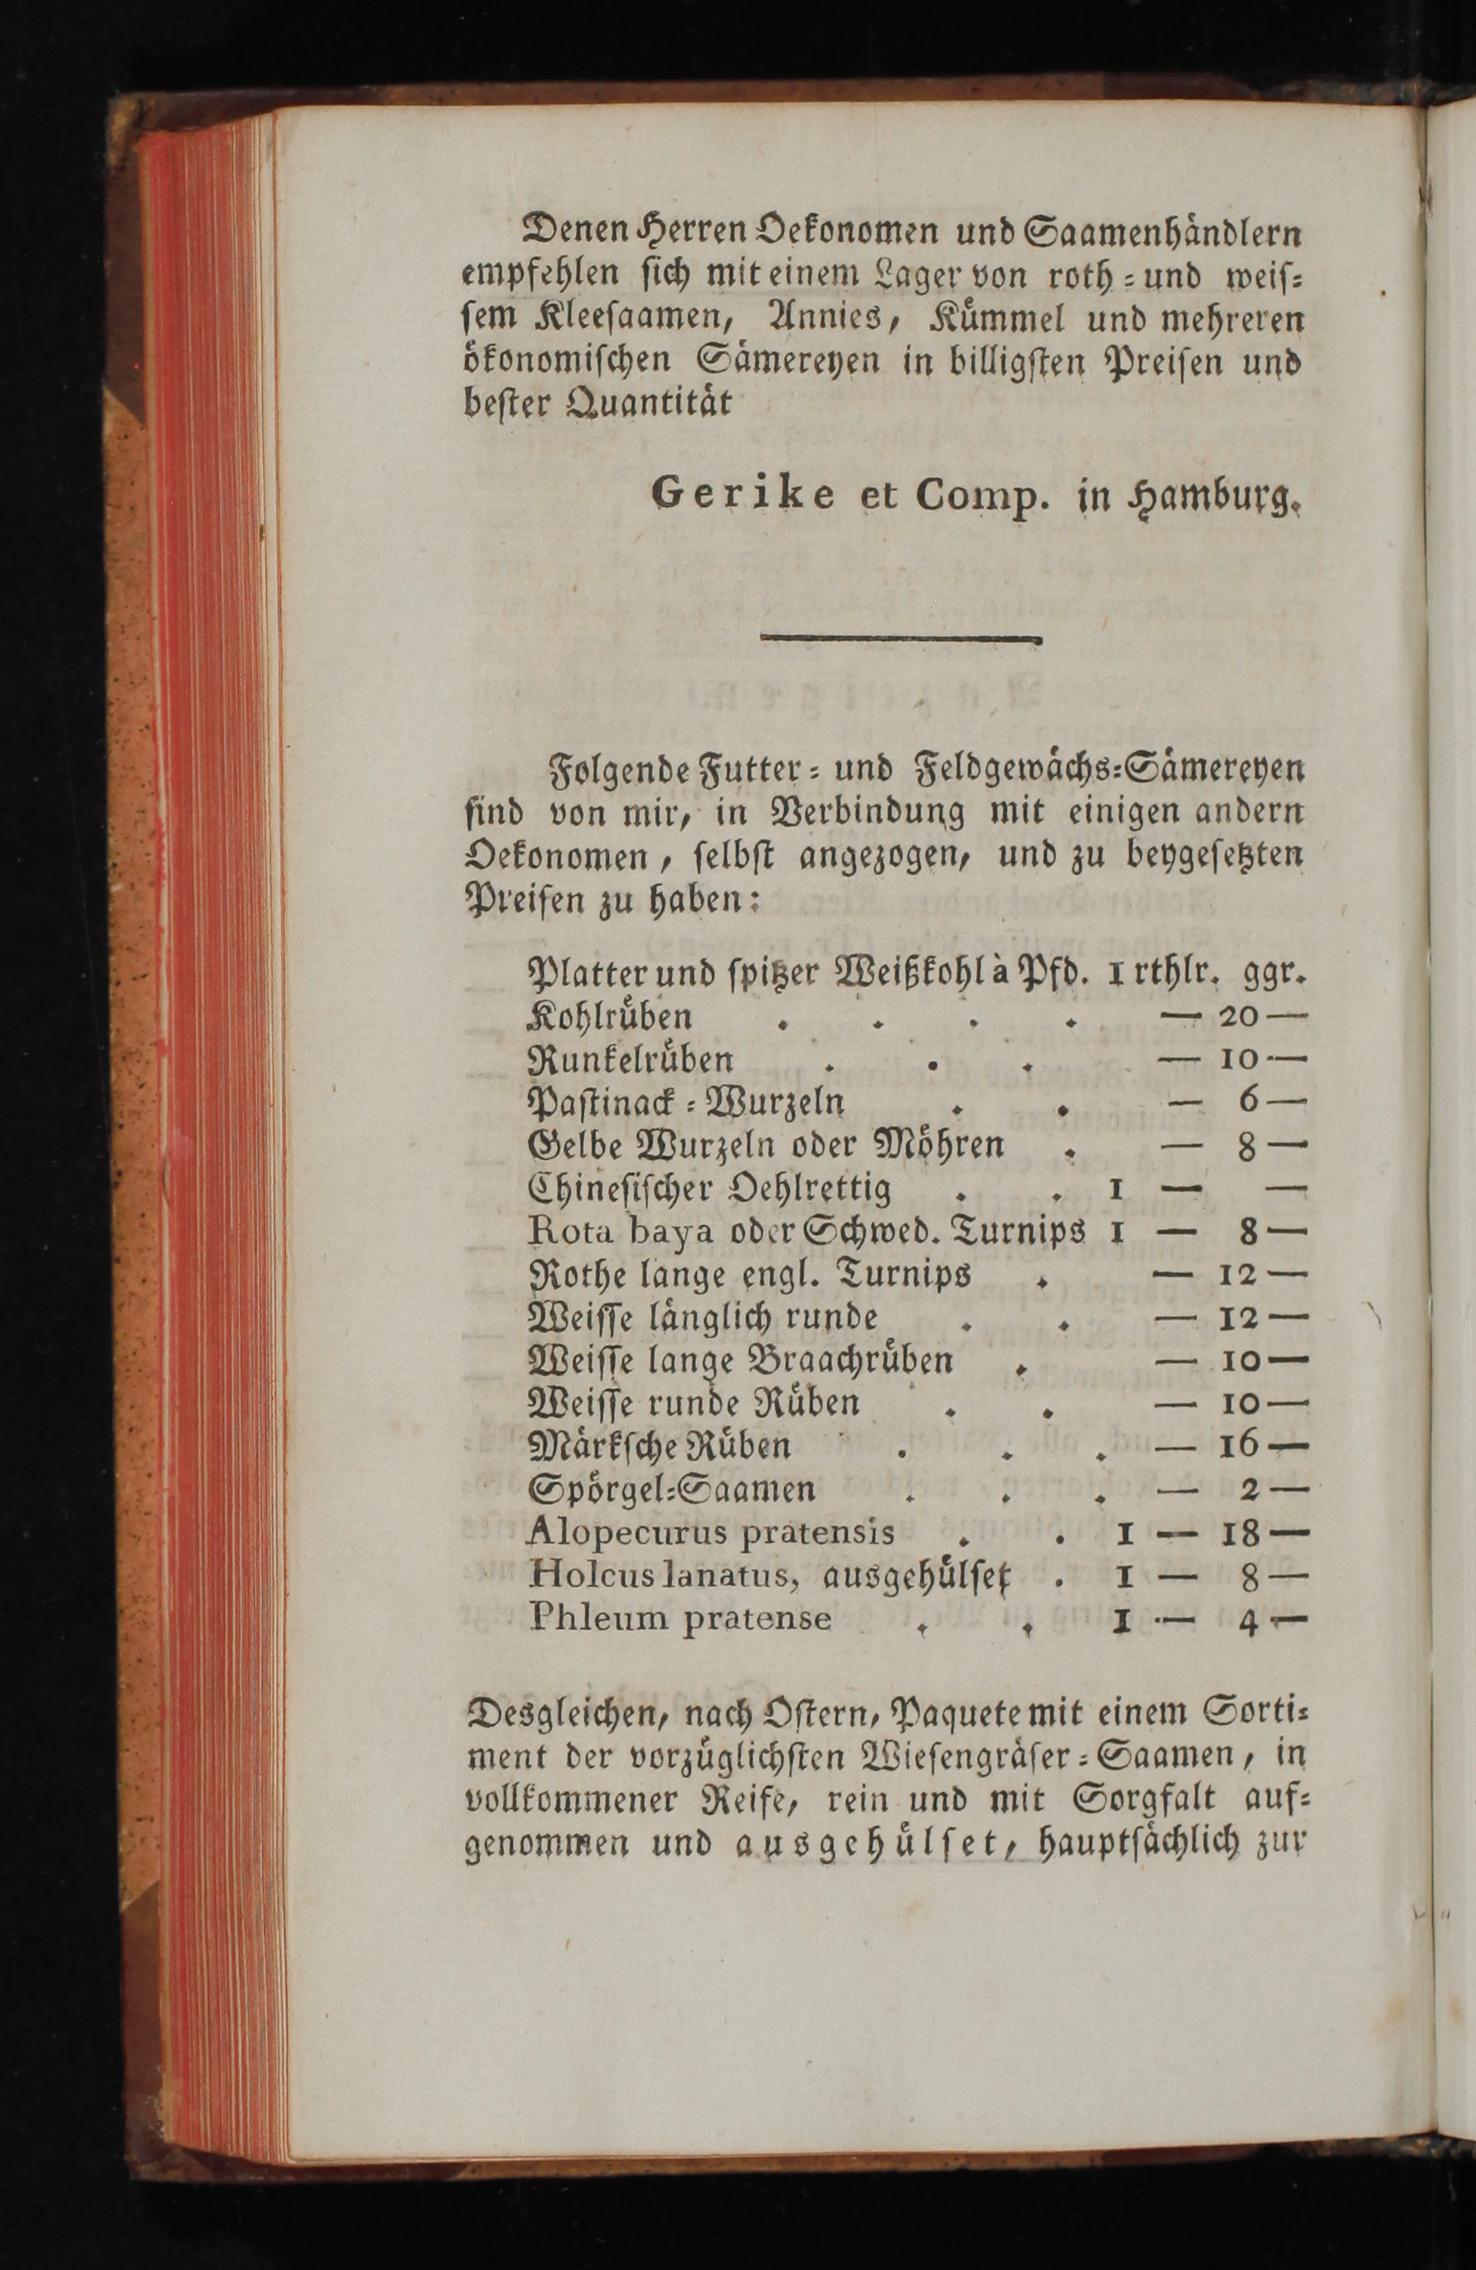 Denen Herren Oekonomen und Saamenhändlern
empfehlen ſich mit einem Lager von roth= und weiſ=
ſem Kleeſaamen, Annies, Kümmel und mehreren
ökonomiſchen Sämereyen in billigſten Preiſen und
beſter Quantität
Gerike et Comp. in Hamburg.
Folgende Futter= und Feldgewächs=Sämereyen
ſind von mir, in Verbindung mit einigen andern
Oekonomen, ſelbſt angezogen, und zu beygeſetzten
Preiſen zu haben:
Platter und ſpitzer Weißkohl à Pfd. 1 rthlr. ggr.
Kohlrüben . . . . — 20 —
Runkelrüben . . . — 10 —
Paſtinack=Wurzeln . . — 6 —
Gelbe Wurzeln oder Möhren . — 8 —
Chineſiſcher Oehlrettig . . 1 — —
Rota baya oder Schwed. Turnips 1 — 8 —
Rothe lange engl. Turnips . — 12 —
Weiſſe länglich runde . . — 12 —
Weiſſe lange Braachrüben . — 10 —
Weiſſe runde Rüben . . — 10 —
Märkſche Rüben . . . — 16 —
Spörgel=Saamen . . . — 2 —
Alopecurus pratensis . . 1 — 18 —
Holcus lanatus, ausgehülſet . 1 — 8 —
Phleum pratense . . 1 — 4 —
Desgleichen, nach Oſtern, Paquete mit einem Sorti=
ment der vorzüglichſten Wieſengräſer=Saamen, in
vollkommener Reife, rein und mit Sorgfalt auf=
genommen und ausgehülſet, hauptſächlich zur